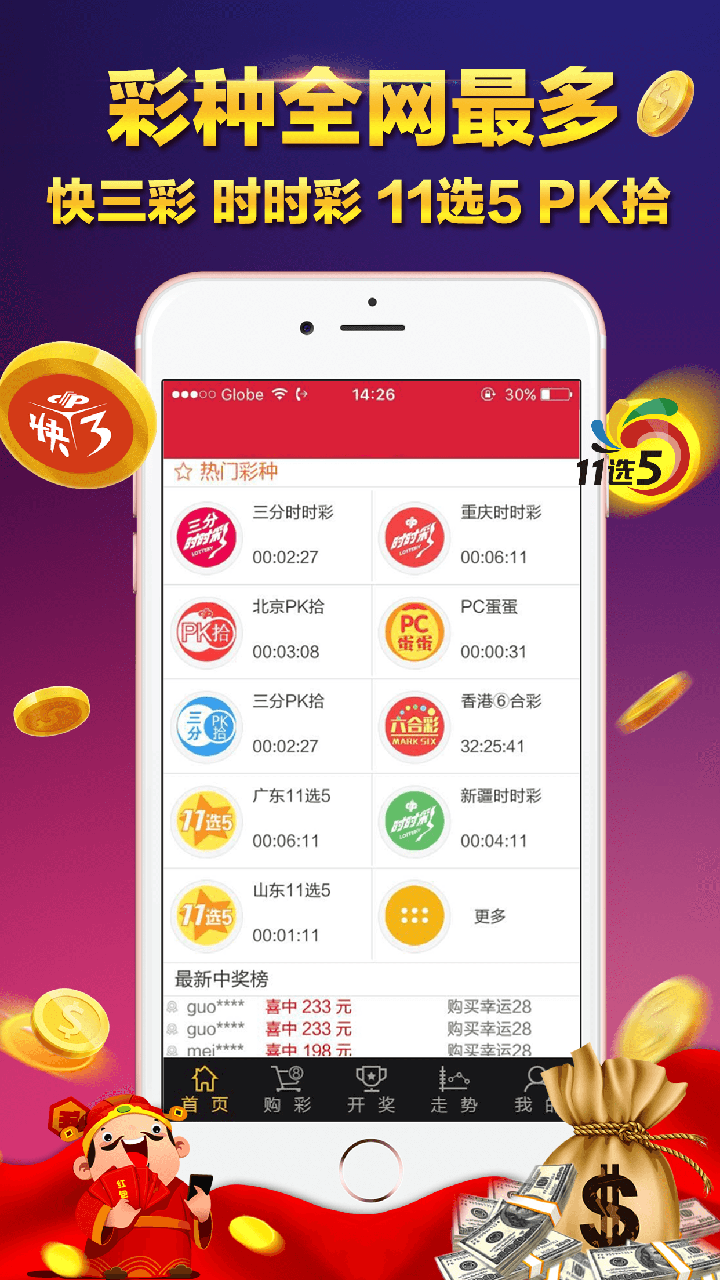 彩种全网最多
快三彩 时时彩 11选5 PK拾
Globe 14:26 30%
快3
11选5
热门彩种
三分时时彩 LOTTERY
三分时时彩
00:02:27
时时彩 LOTTERY
重庆时时彩
00:06:11
PK拾
北京PK拾
00:03:08
PC蛋蛋
PC蛋蛋
00:00:31
三分PK拾
三分PK拾
00:02:27
六合彩 MARK SIX
香港⑥合彩
32:25:41
11选5
广东11选5
00:06:11
时时彩 LOTTERY
新疆时时彩
00:04:11
11选5
山东11选5
00:01:11
更多
最新中奖榜
guo**** 喜中 233 元 购买幸运28
guo**** 喜中 233 元 购买幸运28
mei**** 喜中 198 元 购买幸运28
首页 购彩 开奖 走势 我的
红包
$